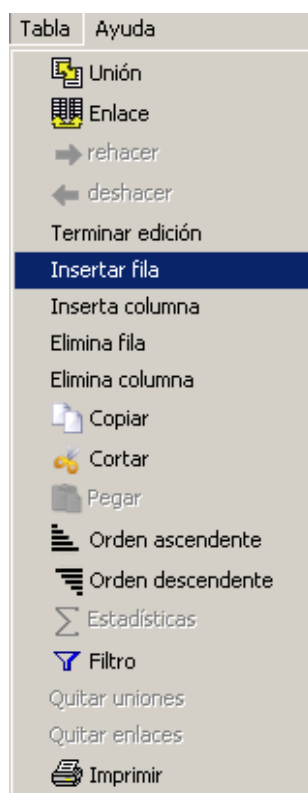 Tabla Ayuda
Unión
Enlace
rehacer
deshacer
Terminar edición
Insertar fila
Inserta columna
Elimina fila
Elimina columna
Copiar
Cortar
Pegar
Orden ascendente
Orden descendente
Estadísticas
Filtro
Quitar uniones
Quitar enlaces
Imprimir